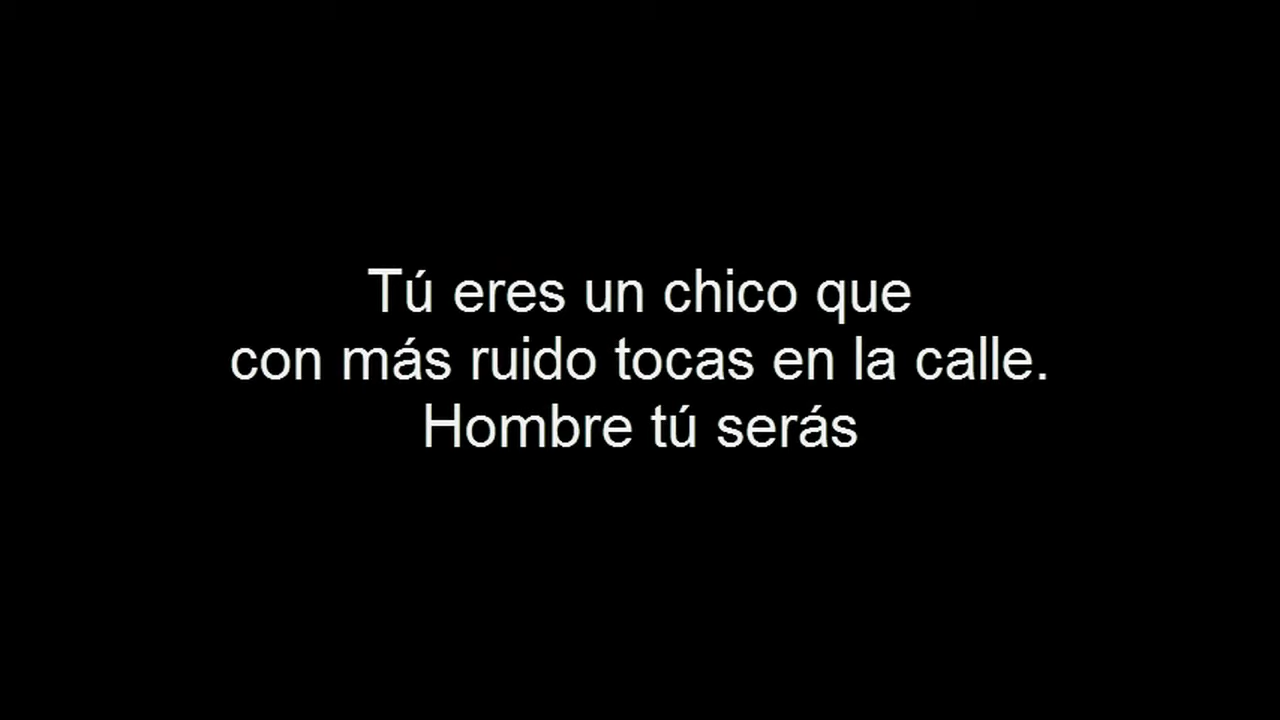 Tú eres un chico que
con más ruido tocas en la calle.
Hombre tú serás